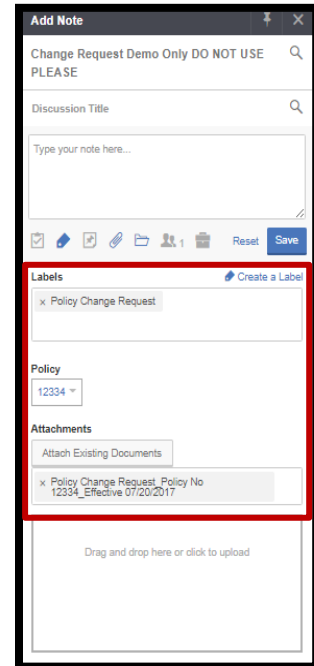 Add Note
Change Request Demo Only DO NOT USE
PLEASE
Discussion Title
Type your note here...
1 Reset Save
Labels Create a Label
× Policy Change Request
Policy
12334
Attachments
Attach Existing Documents
× Policy Change Request_Policy No
12334_Effective 07/20/2017
Drag and drop here or click to upload